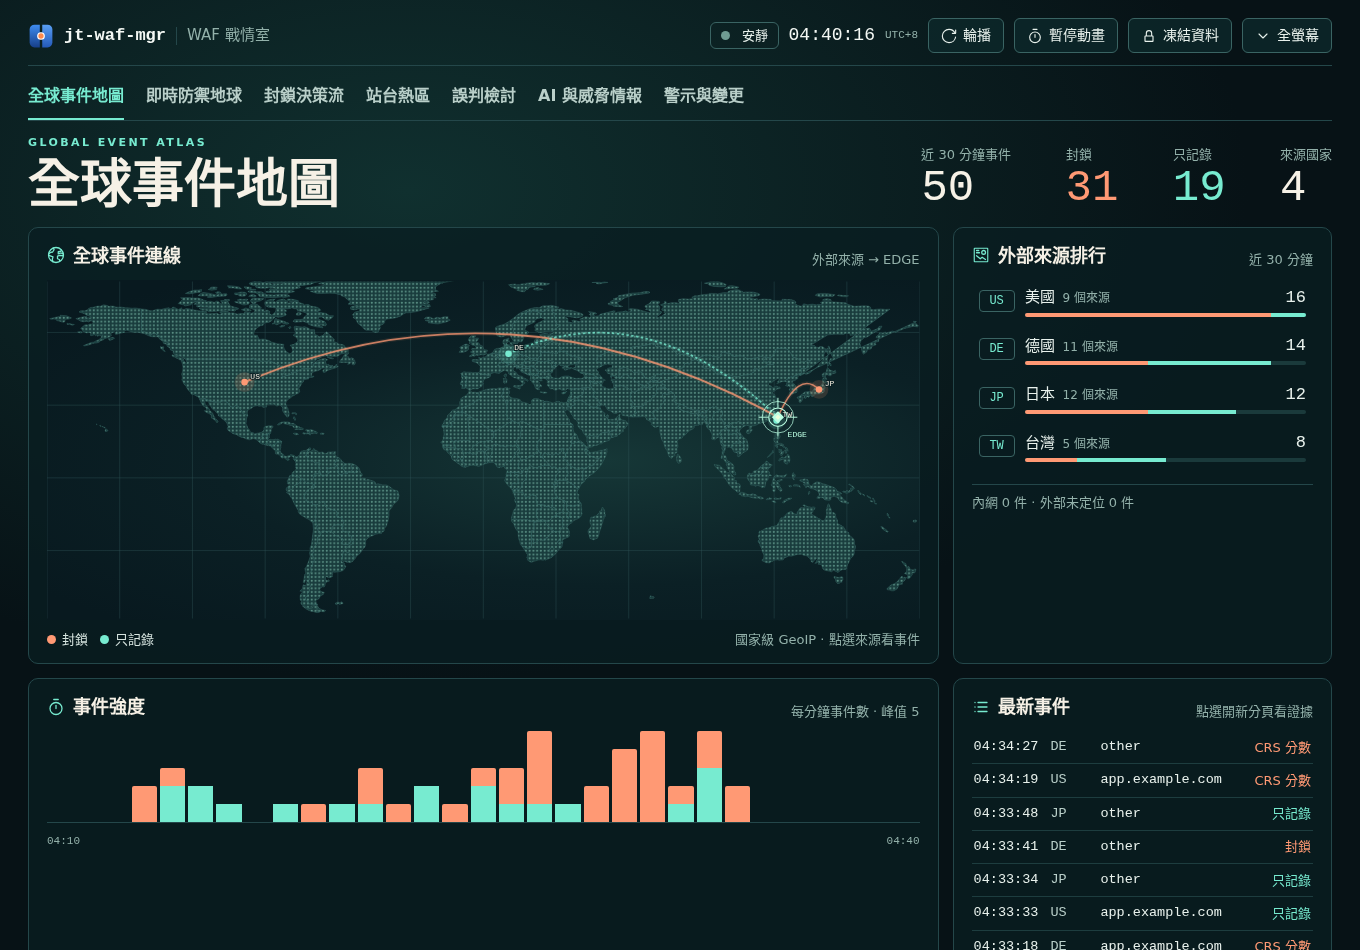 jt-waf-mgr WAF 戰情室
安靜 04:40:16 UTC+8 輪播 暫停動畫 凍結資料 全螢幕
全球事件地圖 即時防禦地球 封鎖決策流 站台熱區 誤判檢討 AI 與威脅情報 警示與變更
GLOBAL EVENT ATLAS
全球事件地圖
近 30 分鐘事件 封鎖 只記錄 來源國家
50 31 19 4
全球事件連線 外部來源 → EDGE
US
DE
JP
EDGE
封鎖 只記錄 國家級 GeoIP · 點選來源看事件
外部來源排行 近 30 分鐘
US 美國 9 個來源 16
DE 德國 11 個來源 14
JP 日本 12 個來源 12
TW 台灣 5 個來源 8
內網 0 件 · 外部未定位 0 件
事件強度 每分鐘事件數 · 峰值 5
04:10 04:40
最新事件 點選開新分頁看證據
04:34:27 DE other CRS 分數
04:34:19 US app.example.com CRS 分數
04:33:48 JP other 只記錄
04:33:41 DE other 封鎖
04:33:34 JP other 只記錄
04:33:33 US app.example.com 只記錄
04:33:18 DE app.example.com CRS 分數